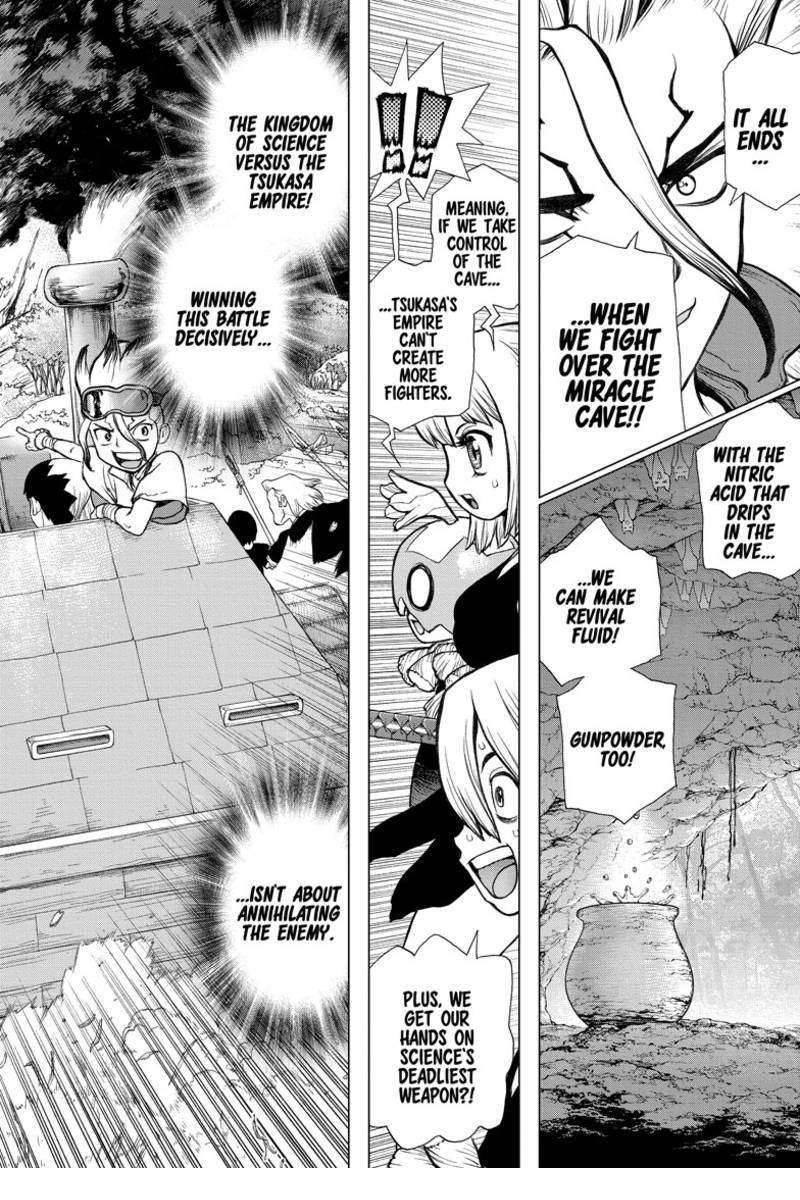 IT ALL
ENDS
...
...WHEN
WE FIGHT
OVER THE
MIRACLE
CAVE!!
WITH THE
NITRIC
ACID THAT
DRIPS
IN THE
CAVE...
...WE
CAN MAKE
REVIVAL
FLUID!
GUNPOWDER,
TOO!
!!
MEANING,
IF WE TAKE
CONTROL
OF THE
CAVE...
...TSUKASA'S
EMPIRE
CAN'T
CREATE
MORE
FIGHTERS.
PLUS, WE
GET OUR
HANDS ON
SCIENCE'S
DEADLIEST
WEAPON?!
THE KINGDOM
OF SCIENCE
VERSUS THE
TSUKASA
EMPIRE!
WINNING
THIS BATTLE
DECISIVELY...
...ISN'T ABOUT
ANNIHILATING
THE ENEMY.